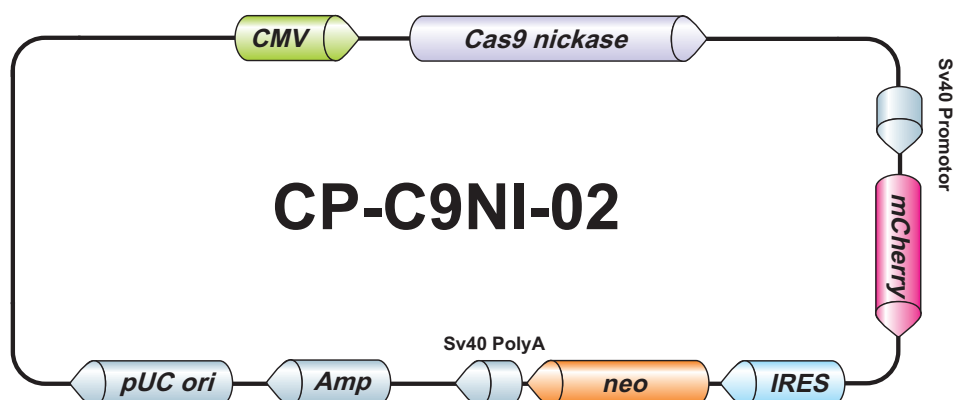 CMV
Cas9 nickase
Sv40 Promotor
CP-C9NI-02
mCherry
Sv40 PolyA
pUC ori
Amp
neo
IRES